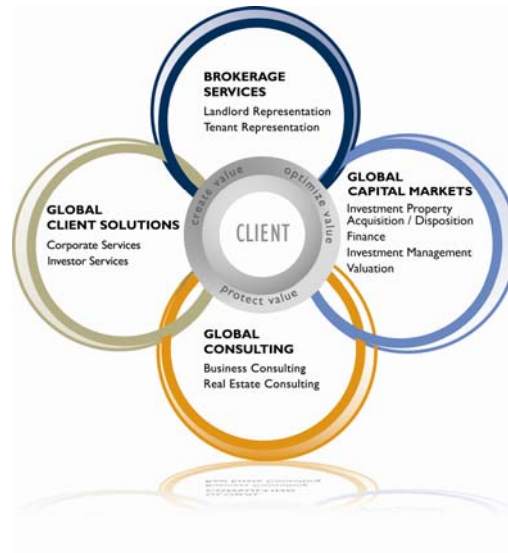 BROKERAGE
SERVICES
Landlord Representation
Tenant Representation
GLOBAL
CLIENT SOLUTIONS
Corporate Services
Investor Services
create value
optimize value
CLIENT
protect value
GLOBAL
CAPITAL MARKETS
Investment Property
Acquisition / Disposition
Finance
Investment Management
Valuation
GLOBAL
CONSULTING
Business Consulting
Real Estate Consulting